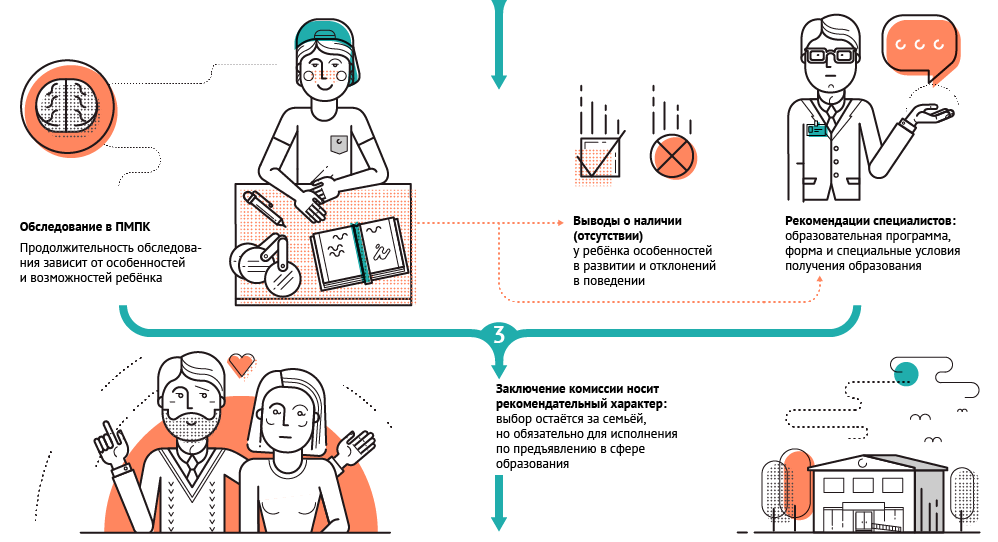 Обследование в ПМПК
Продолжительность обследова-
ния зависит от особенностей
и возможностей ребёнка
Выводы о наличии
(отсутствии)
у ребёнка особенностей
в развитии и отклонений
в поведении
Рекомендации специалистов:
образовательная программа,
форма и специальные условия
получения образования
3
Заключение комиссии носит
рекомендательный характер:
выбор остаётся за семьёй,
но обязательно для исполнения
по предъявлению в сфере
образования